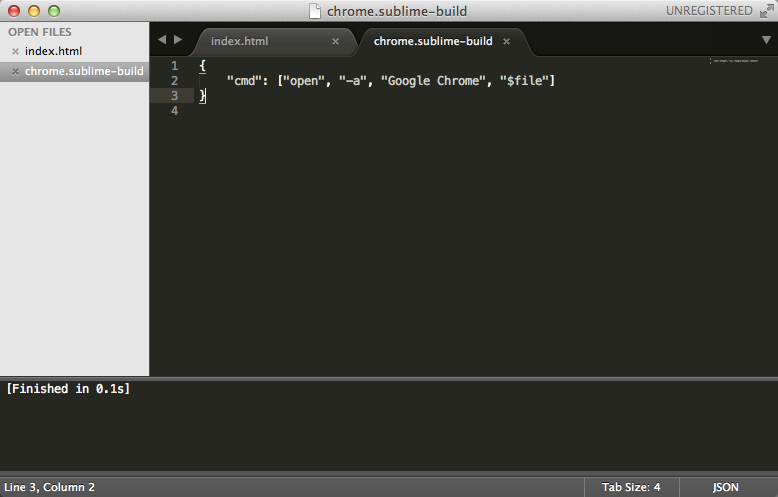 chrome.sublime-build
UNREGISTERED
OPEN FILES
index.html
chrome.sublime-build
index.html
chrome.sublime-build
1 {
2 "cmd": ["open", "-a", "Google Chrome", "$file"]
3 }
4
[Finished in 0.1s]
Line 3, Column 2
Tab Size: 4
JSON